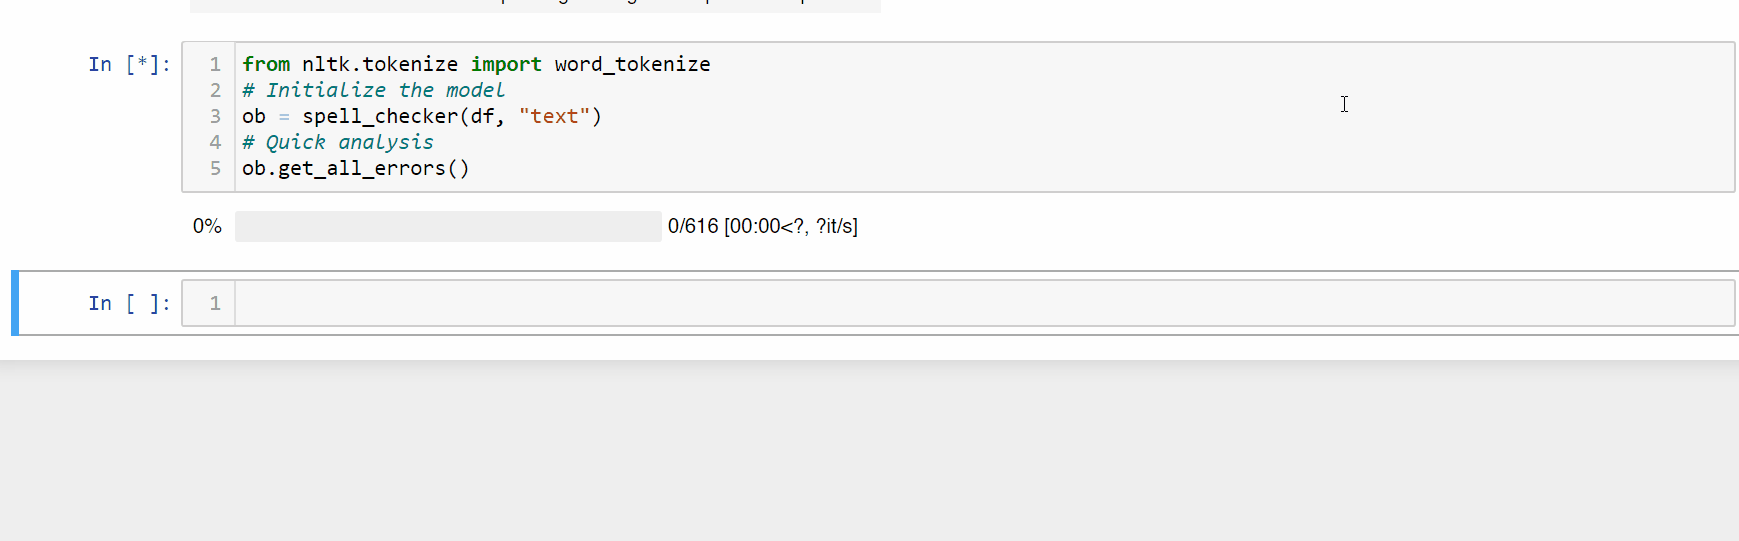 In [*]:
1 from nltk.tokenize import word_tokenize
2 # Initialize the model
3 ob = spell_checker(df, "text")
4 # Quick analysis
5 ob.get_all_errors()
0% 0/616 [00:00<?, ?it/s]
In [ ]: 1